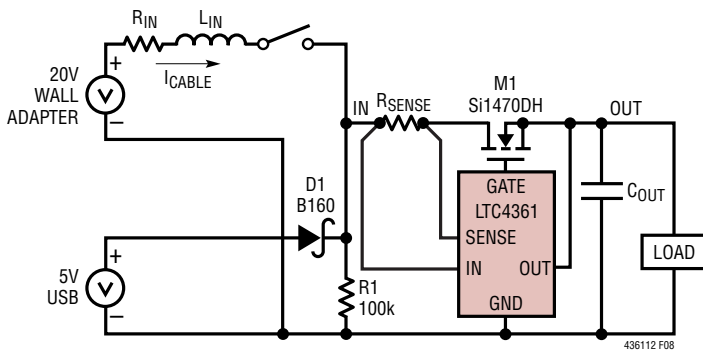 R_IN
L_IN
I_CABLE
20V
WALL
ADAPTER
+
–
IN
R_SENSE
M1
Si1470DH
OUT
D1
B160
GATE
LTC4361
SENSE
IN
OUT
GND
C_OUT
LOAD
5V
USB
+
–
R1
100k
436112 F08